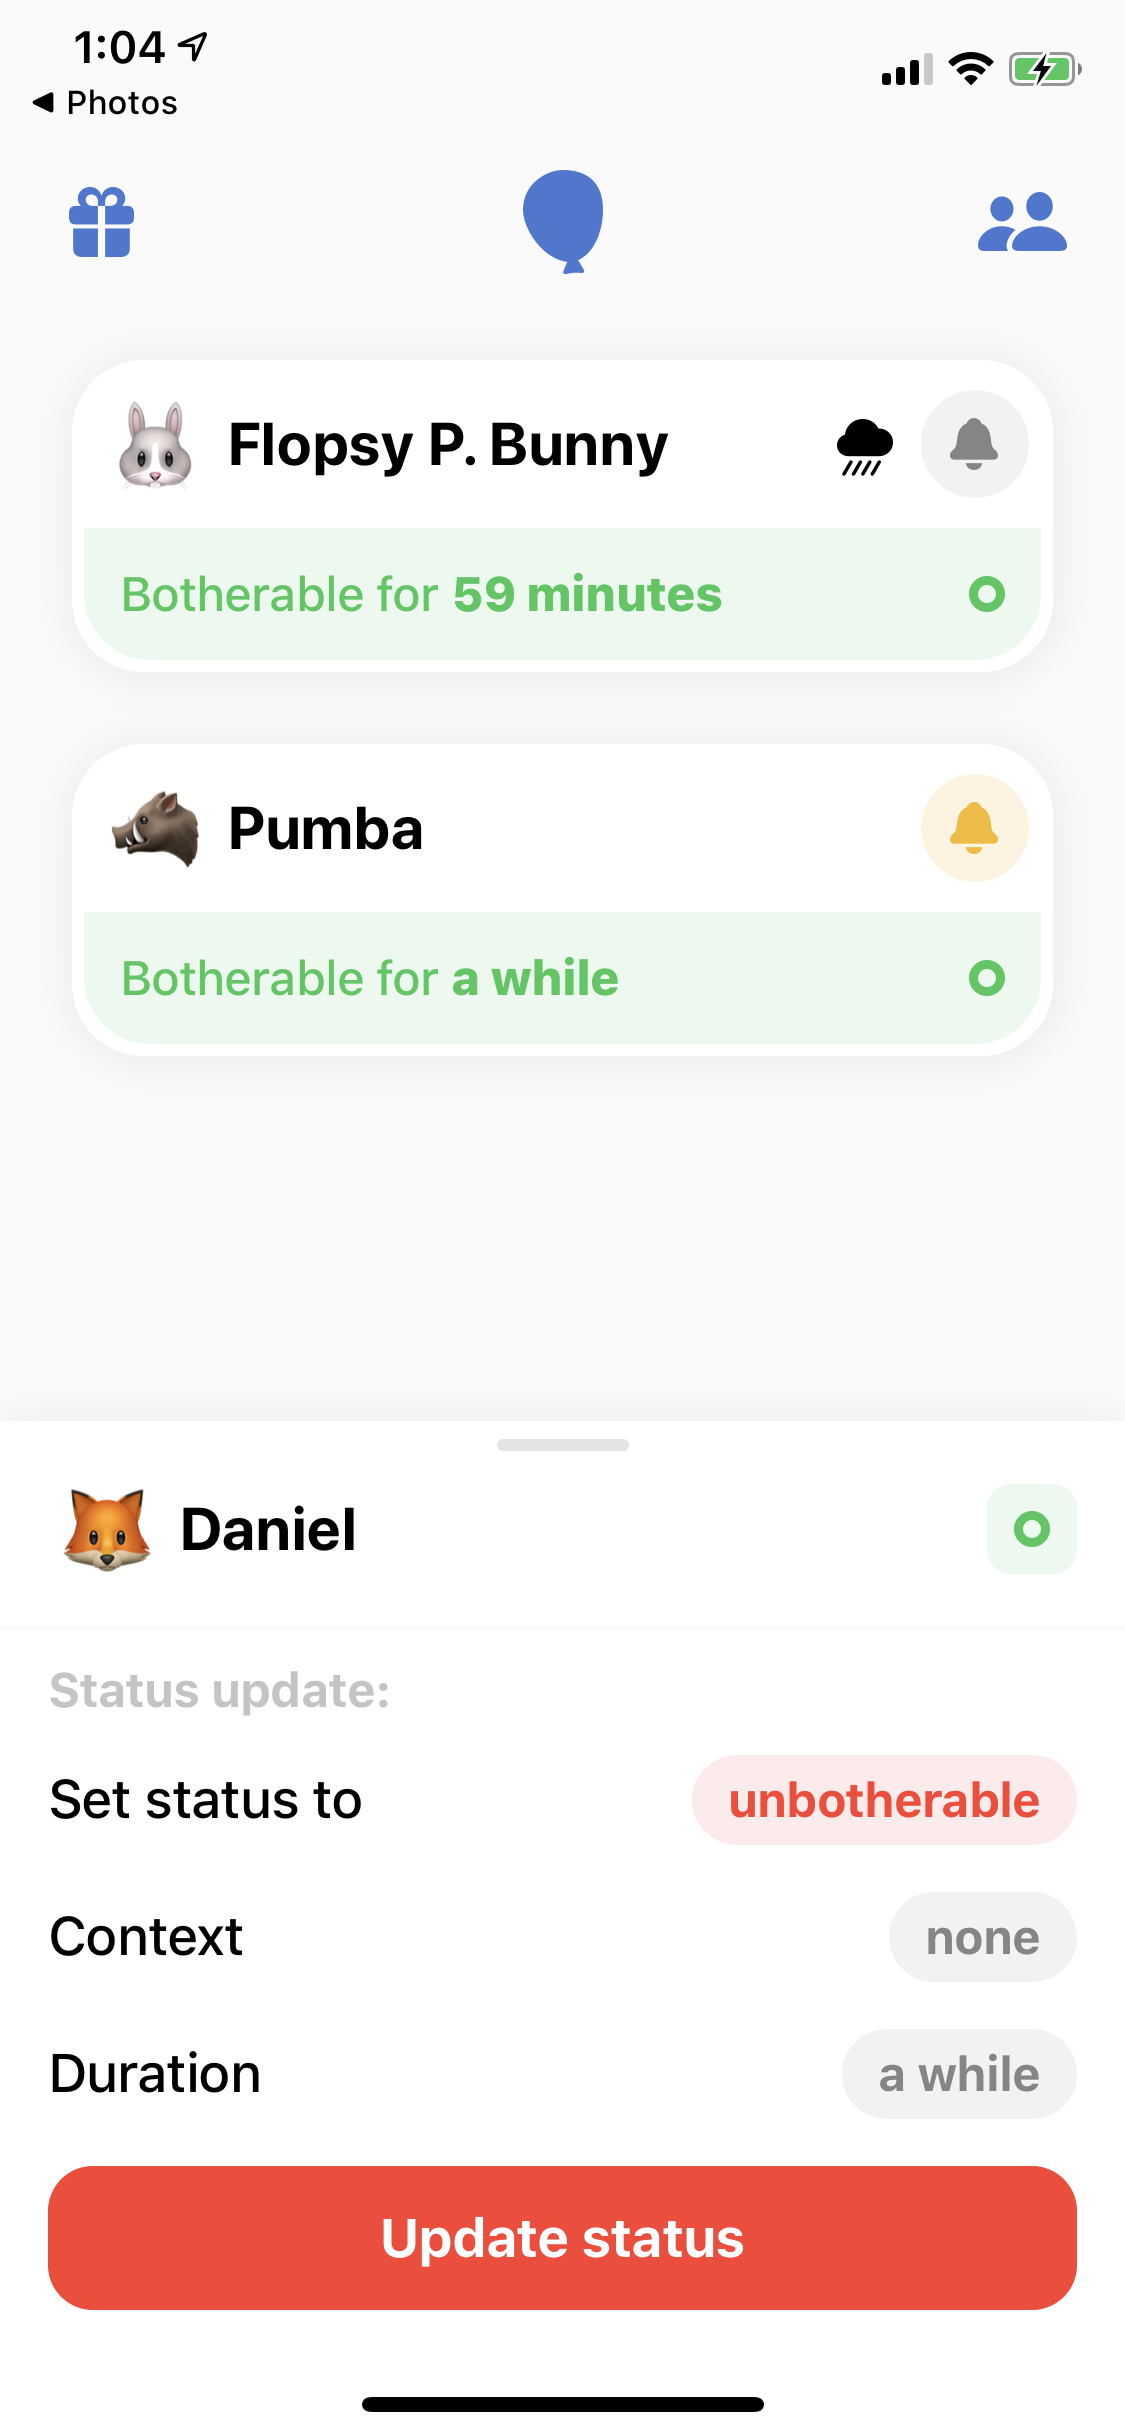 1:04
Photos
Flopsy P. Bunny
Botherable for 59 minutes
Pumba
Botherable for a while
Daniel
Status update:
Set status to unbotherable
Context none
Duration a while
Update status